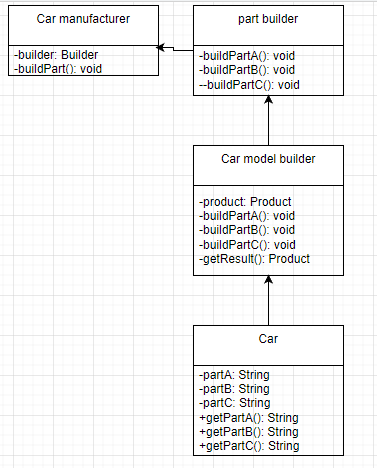 Car manufacturer
-builder: Builder
-buildPart(): void
part builder
-buildPartA(): void
-buildPartB(): void
--buildPartC(): void
Car model builder
-product: Product
-buildPartA(): void
-buildPartB(): void
-buildPartC(): void
-getResult(): Product
Car
-partA: String
-partB: String
-partC: String
+getPartA(): String
+getPartB(): String
+getPartC(): String